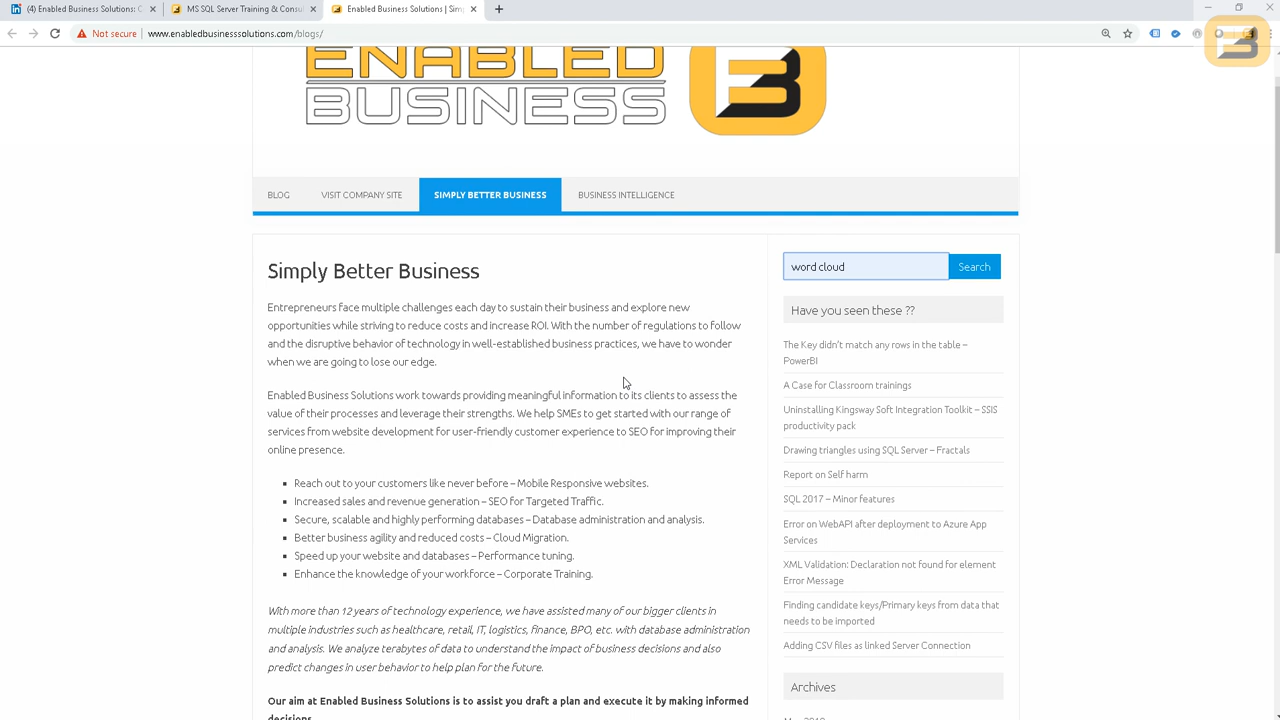 (4) Enabled Business Solutions: C
MS SQL Server Training & Consul
Enabled Business Solutions | Sim
Not secure | www.enabledbusinesssolutions.com/blogs/
ENABLED
BUSINESS
BLOG
VISIT COMPANY SITE
SIMPLY BETTER BUSINESS
BUSINESS INTELLIGENCE
Simply Better Business
Entrepreneurs face multiple challenges each day to sustain their business and explore new
opportunities while striving to reduce costs and increase ROI. With the number of regulations to follow
and the disruptive behavior of technology in well-established business practices, we have to wonder
when we are going to lose our edge.
Enabled Business Solutions work towards providing meaningful information to its clients to assess the
value of their processes and leverage their strengths. We help SMEs to get started with our range of
services from website development for user-friendly customer experience to SEO for improving their
online presence.
Reach out to your customers like never before – Mobile Responsive websites.
Increased sales and revenue generation – SEO for Targeted Traffic.
Secure, scalable and highly performing databases – Database administration and analysis.
Better business agility and reduced costs – Cloud Migration.
Speed up your website and databases – Performance tuning.
Enhance the knowledge of your workforce – Corporate Training.
With more than 12 years of technology experience, we have assisted many of our bigger clients in
multiple industries such as healthcare, retail, IT, logistics, finance, BPO, etc. with database administration
and analysis. We analyze terabytes of data to understand the impact of business decisions and also
predict changes in user behavior to help plan for the future.
Our aim at Enabled Business Solutions is to assist you draft a plan and execute it by making informed
decisions
word cloud
Search
Have you seen these ??
The Key didn't match any rows in the table –
PowerBI
A Case for Classroom trainings
Uninstalling Kingsway Soft Integration Toolkit – SSIS
productivity pack
Drawing triangles using SQL Server – Fractals
Report on Self harm
SQL 2017 – Minor features
Error on WebAPI after deployment to Azure App
Services
XML Validation: Declaration not found for element
Error Message
Finding candidate keys/Primary keys from data that
needs to be imported
Adding CSV files as linked Server Connection
Archives